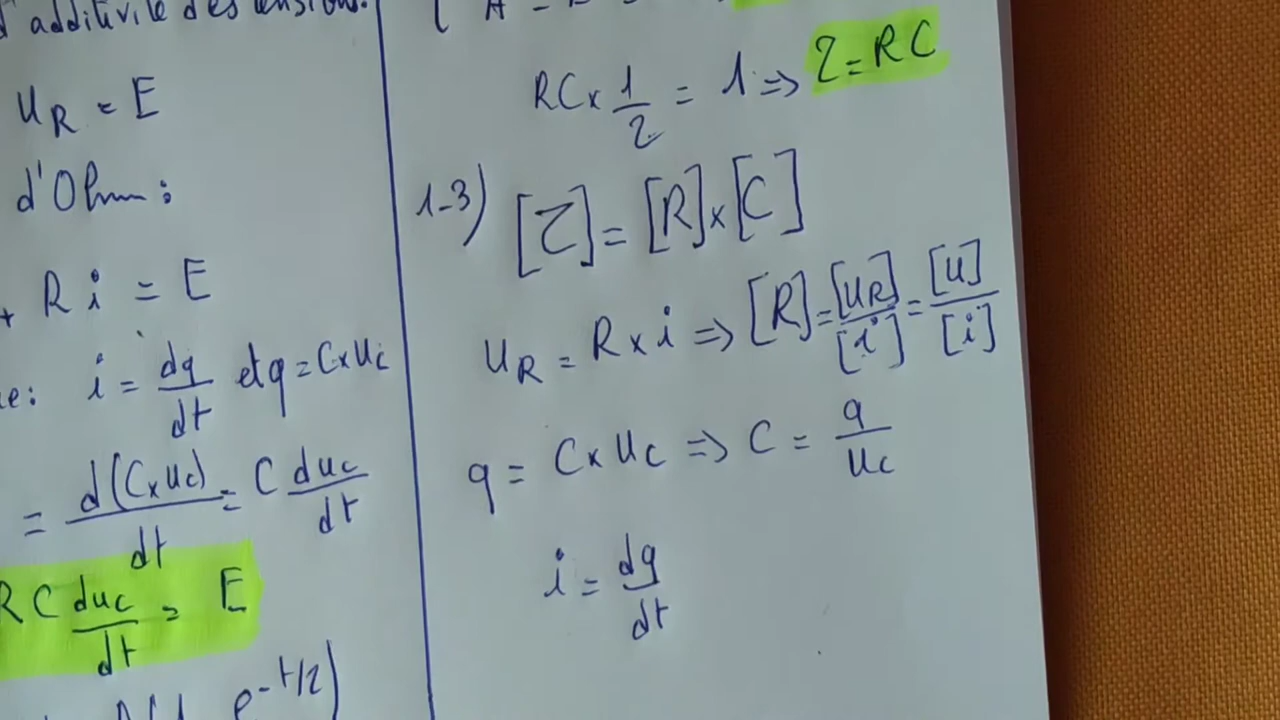 d'additivité des tensions.
uR = E
d'Ohm :
+ R i = E
i = dq/dt et q = C×uc
= d(C×uc)/dt = C duc/dt
RC duc/dt = E
e^-t/τ)
RC × 1/τ = 1 => τ = RC
1-3) [τ] = [R]×[C]
uR = R×i => [R] = [uR]/[i] = [u]/[i]
q = C×uc => C = q/uc
i = dq/dt